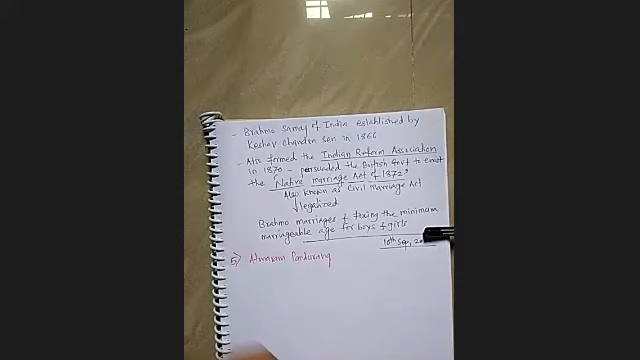 - Brahmo Samaj of India established by
Keshav Chandra Sen in 1866
- Also formed the Indian Reform Association
in 1870 - persuaded the British Govt to enact
the Native marriage Act of 1872,
Also known as Civil Marriage Act
↓ legalized
Brahmo marriages & fixing the minimum
marriageable age for boys & girls
10th Sep, 20
5> Atmaram Pandurang